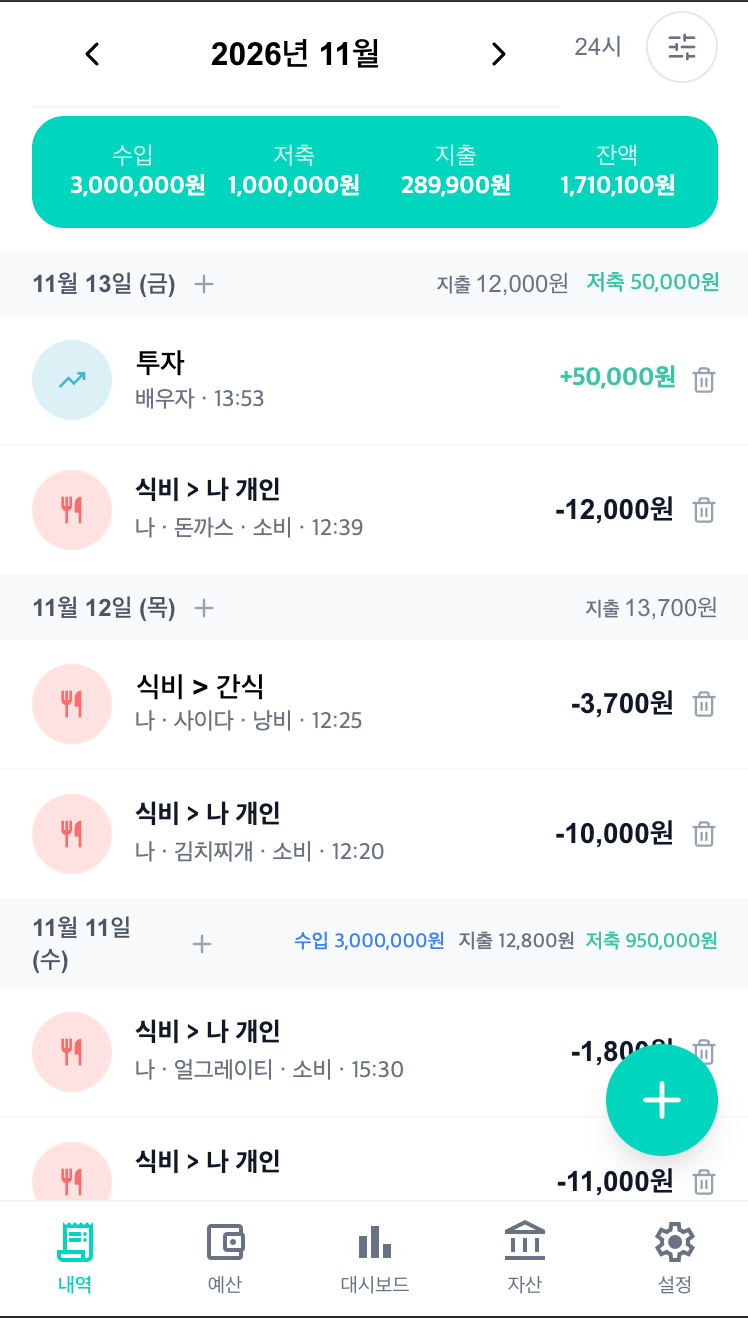 2026년 11월
24시
수입 저축 지출 잔액
3,000,000원 1,000,000원 289,900원 1,710,100원
11월 13일 (금) 지출 12,000원 저축 50,000원
투자
+50,000원
배우자 · 13:53
식비 > 나 개인
-12,000원
나 · 돈까스 · 소비 · 12:39
11월 12일 (목) 지출 13,700원
식비 > 간식
-3,700원
나 · 사이다 · 낭비 · 12:25
식비 > 나 개인
-10,000원
나 · 김치찌개 · 소비 · 12:20
11월 11일
(수)
수입 3,000,000원 지출 12,800원 저축 950,000원
식비 > 나 개인
-1,800원
나 · 얼그레이티 · 소비 · 15:30
식비 > 나 개인
-11,000원
내역 예산 대시보드 자산 설정